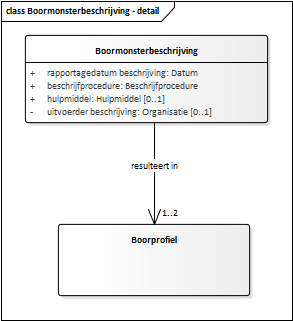 class Boormonsterbeschrijving - detail
Boormonsterbeschrijving
+ rapportagedatum beschrijving: Datum
+ beschrijfprocedure: Beschrijfprocedure
+ hulpmiddel: Hulpmiddel [0..1]
- uitvoerder beschrijving: Organisatie [0..1]
resulteert in
1..2
Boorprofiel